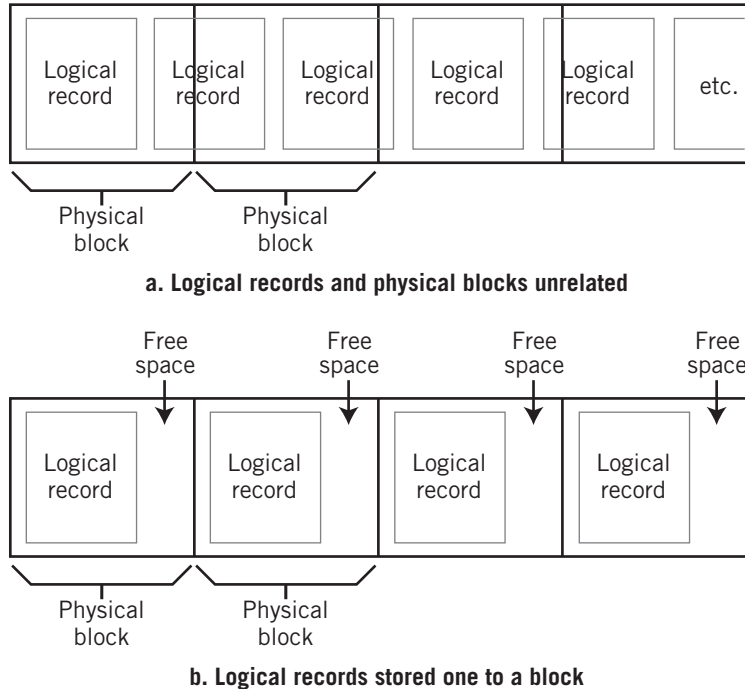 Logical
record
Logical
record
Logical
record
Logical
record
Logical
record
etc.
Physical
block
Physical
block
a. Logical records and physical blocks unrelated
Free
space
Free
space
Free
space
Free
space
Logical
record
Logical
record
Logical
record
Logical
record
Physical
block
Physical
block
b. Logical records stored one to a block